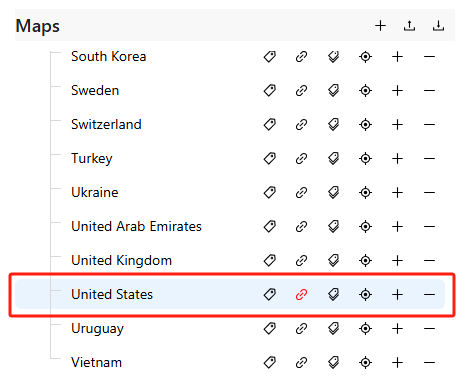 Maps
South Korea
Sweden
Switzerland
Turkey
Ukraine
United Arab Emirates
United Kingdom
United States
Uruguay
Vietnam